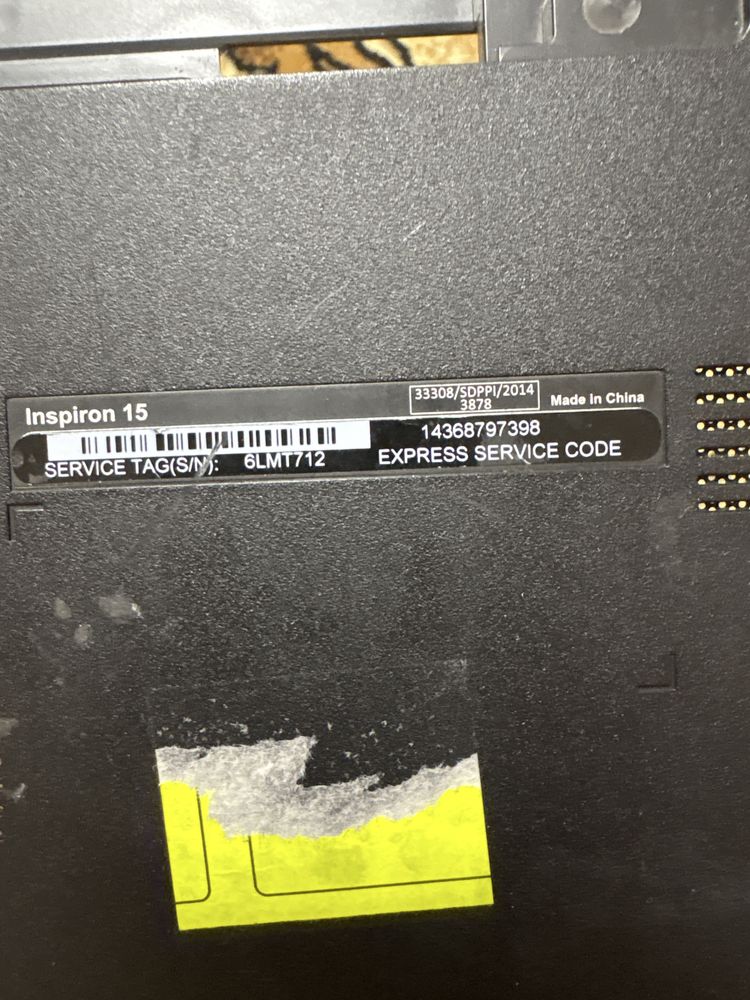 Inspiron 15
33308/SDPPI/2014
3878
Made in China
14368797398
SERVICE TAG(S/N): 6LMT712
EXPRESS SERVICE CODE